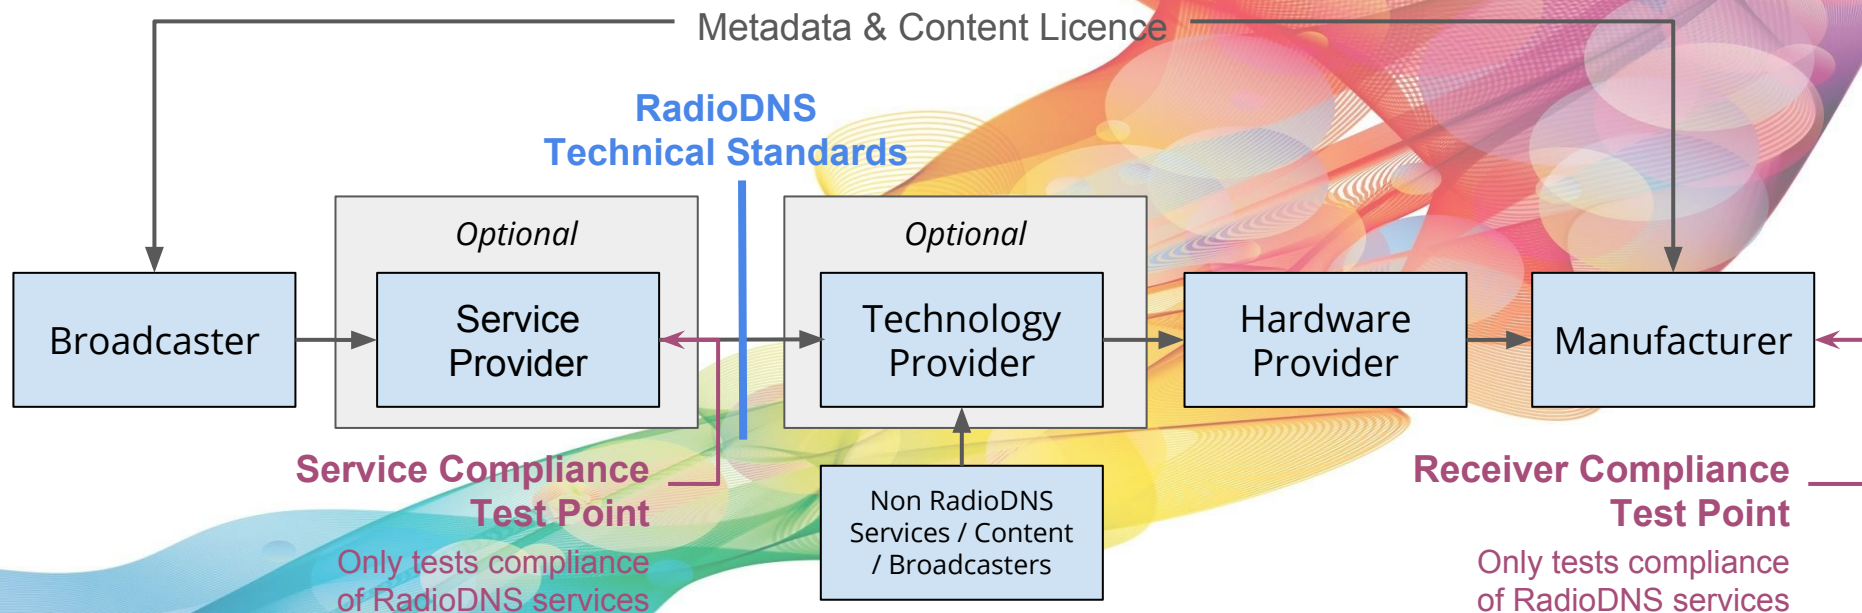 Metadata & Content Licence
RadioDNS
Technical Standards
Optional
Optional
Broadcaster
Service
Provider
Technology
Provider
Hardware
Provider
Manufacturer
Service Compliance
Test Point
Only tests compliance
of RadioDNS services
Non RadioDNS
Services / Content
/ Broadcasters
Receiver Compliance
Test Point
Only tests compliance
of RadioDNS services